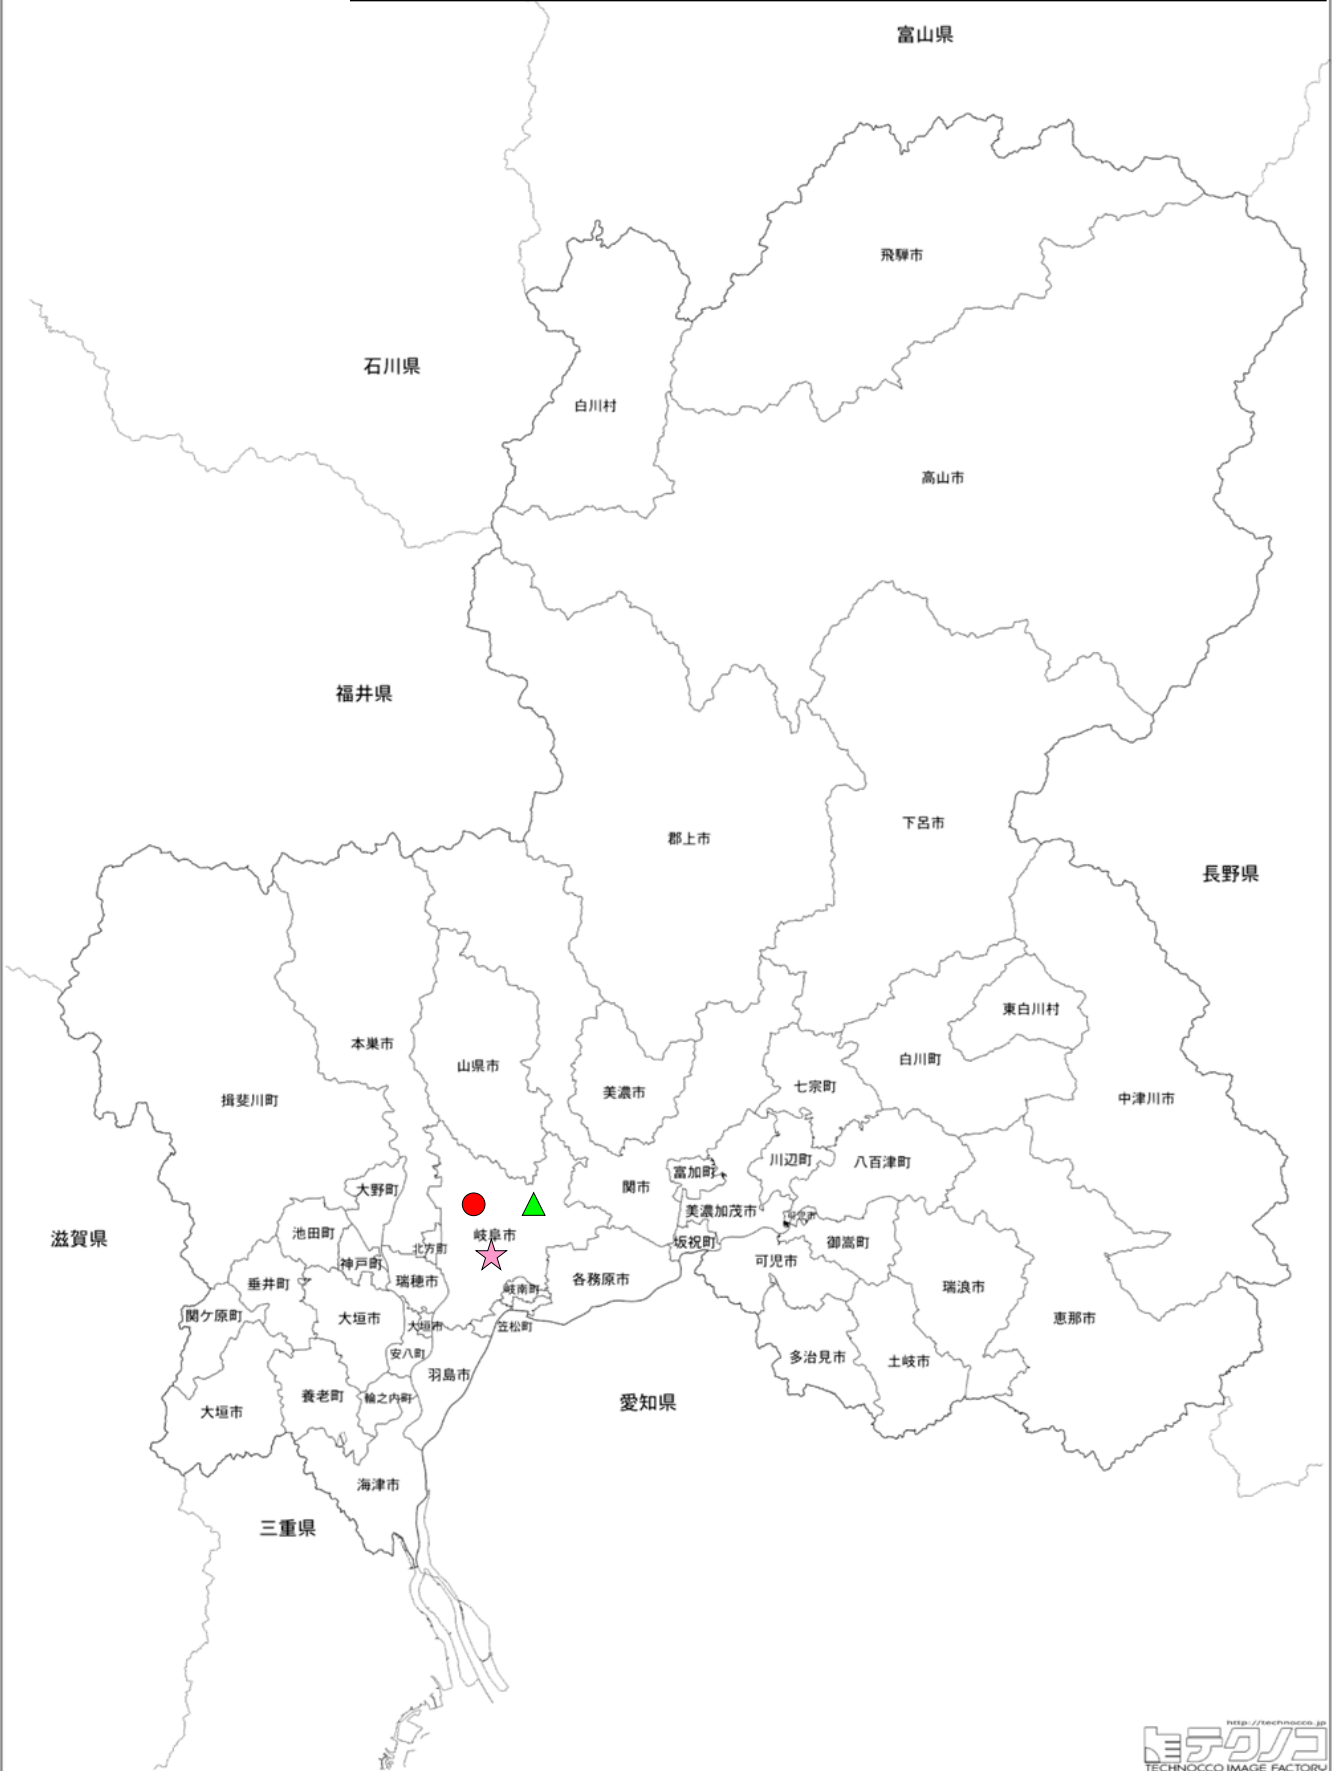 富山県
飛騨市
石川県
白川村
高山市
福井県
郡上市
下呂市
長野県
東白川村
本巣市
山県市
白川町
美濃市
七宗町
揖斐川町
中津川市
川辺町
八百津町
富加町
関市
大野町
美濃加茂市
池田町
岐阜市
滋賀県
坂祝町
御嵩町
北方町
神戸町
可児市
垂井町
瑞穂市
各務原市
岐南町
瑞浪市
関ケ原町
大垣市
大垣市
笠松町
恵那市
安八町
多治見市
土岐市
羽島市
養老町
輪之内町
愛知県
大垣市
海津市
三重県
http://technocco.jp
テクノコ
TECHNOCCO IMAGE FACTORY